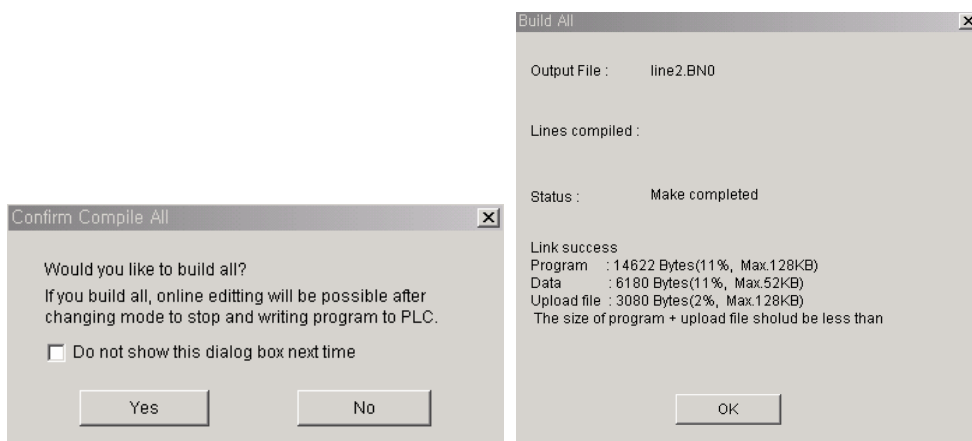 Confirm Compile All
Would you like to build all?
If you build all, online editting will be possible after
changing mode to stop and writing program to PLC.
Do not show this dialog box next time
Yes
No
Build All
Output File :
line2.BN0
Lines compiled :
Status :
Make completed
Link success
Program : 14622 Bytes(11%, Max.128KB)
Data : 6180 Bytes(11%, Max.52KB)
Upload file : 3080 Bytes(2%, Max.128KB)
The size of program + upload file sholud be less than
OK